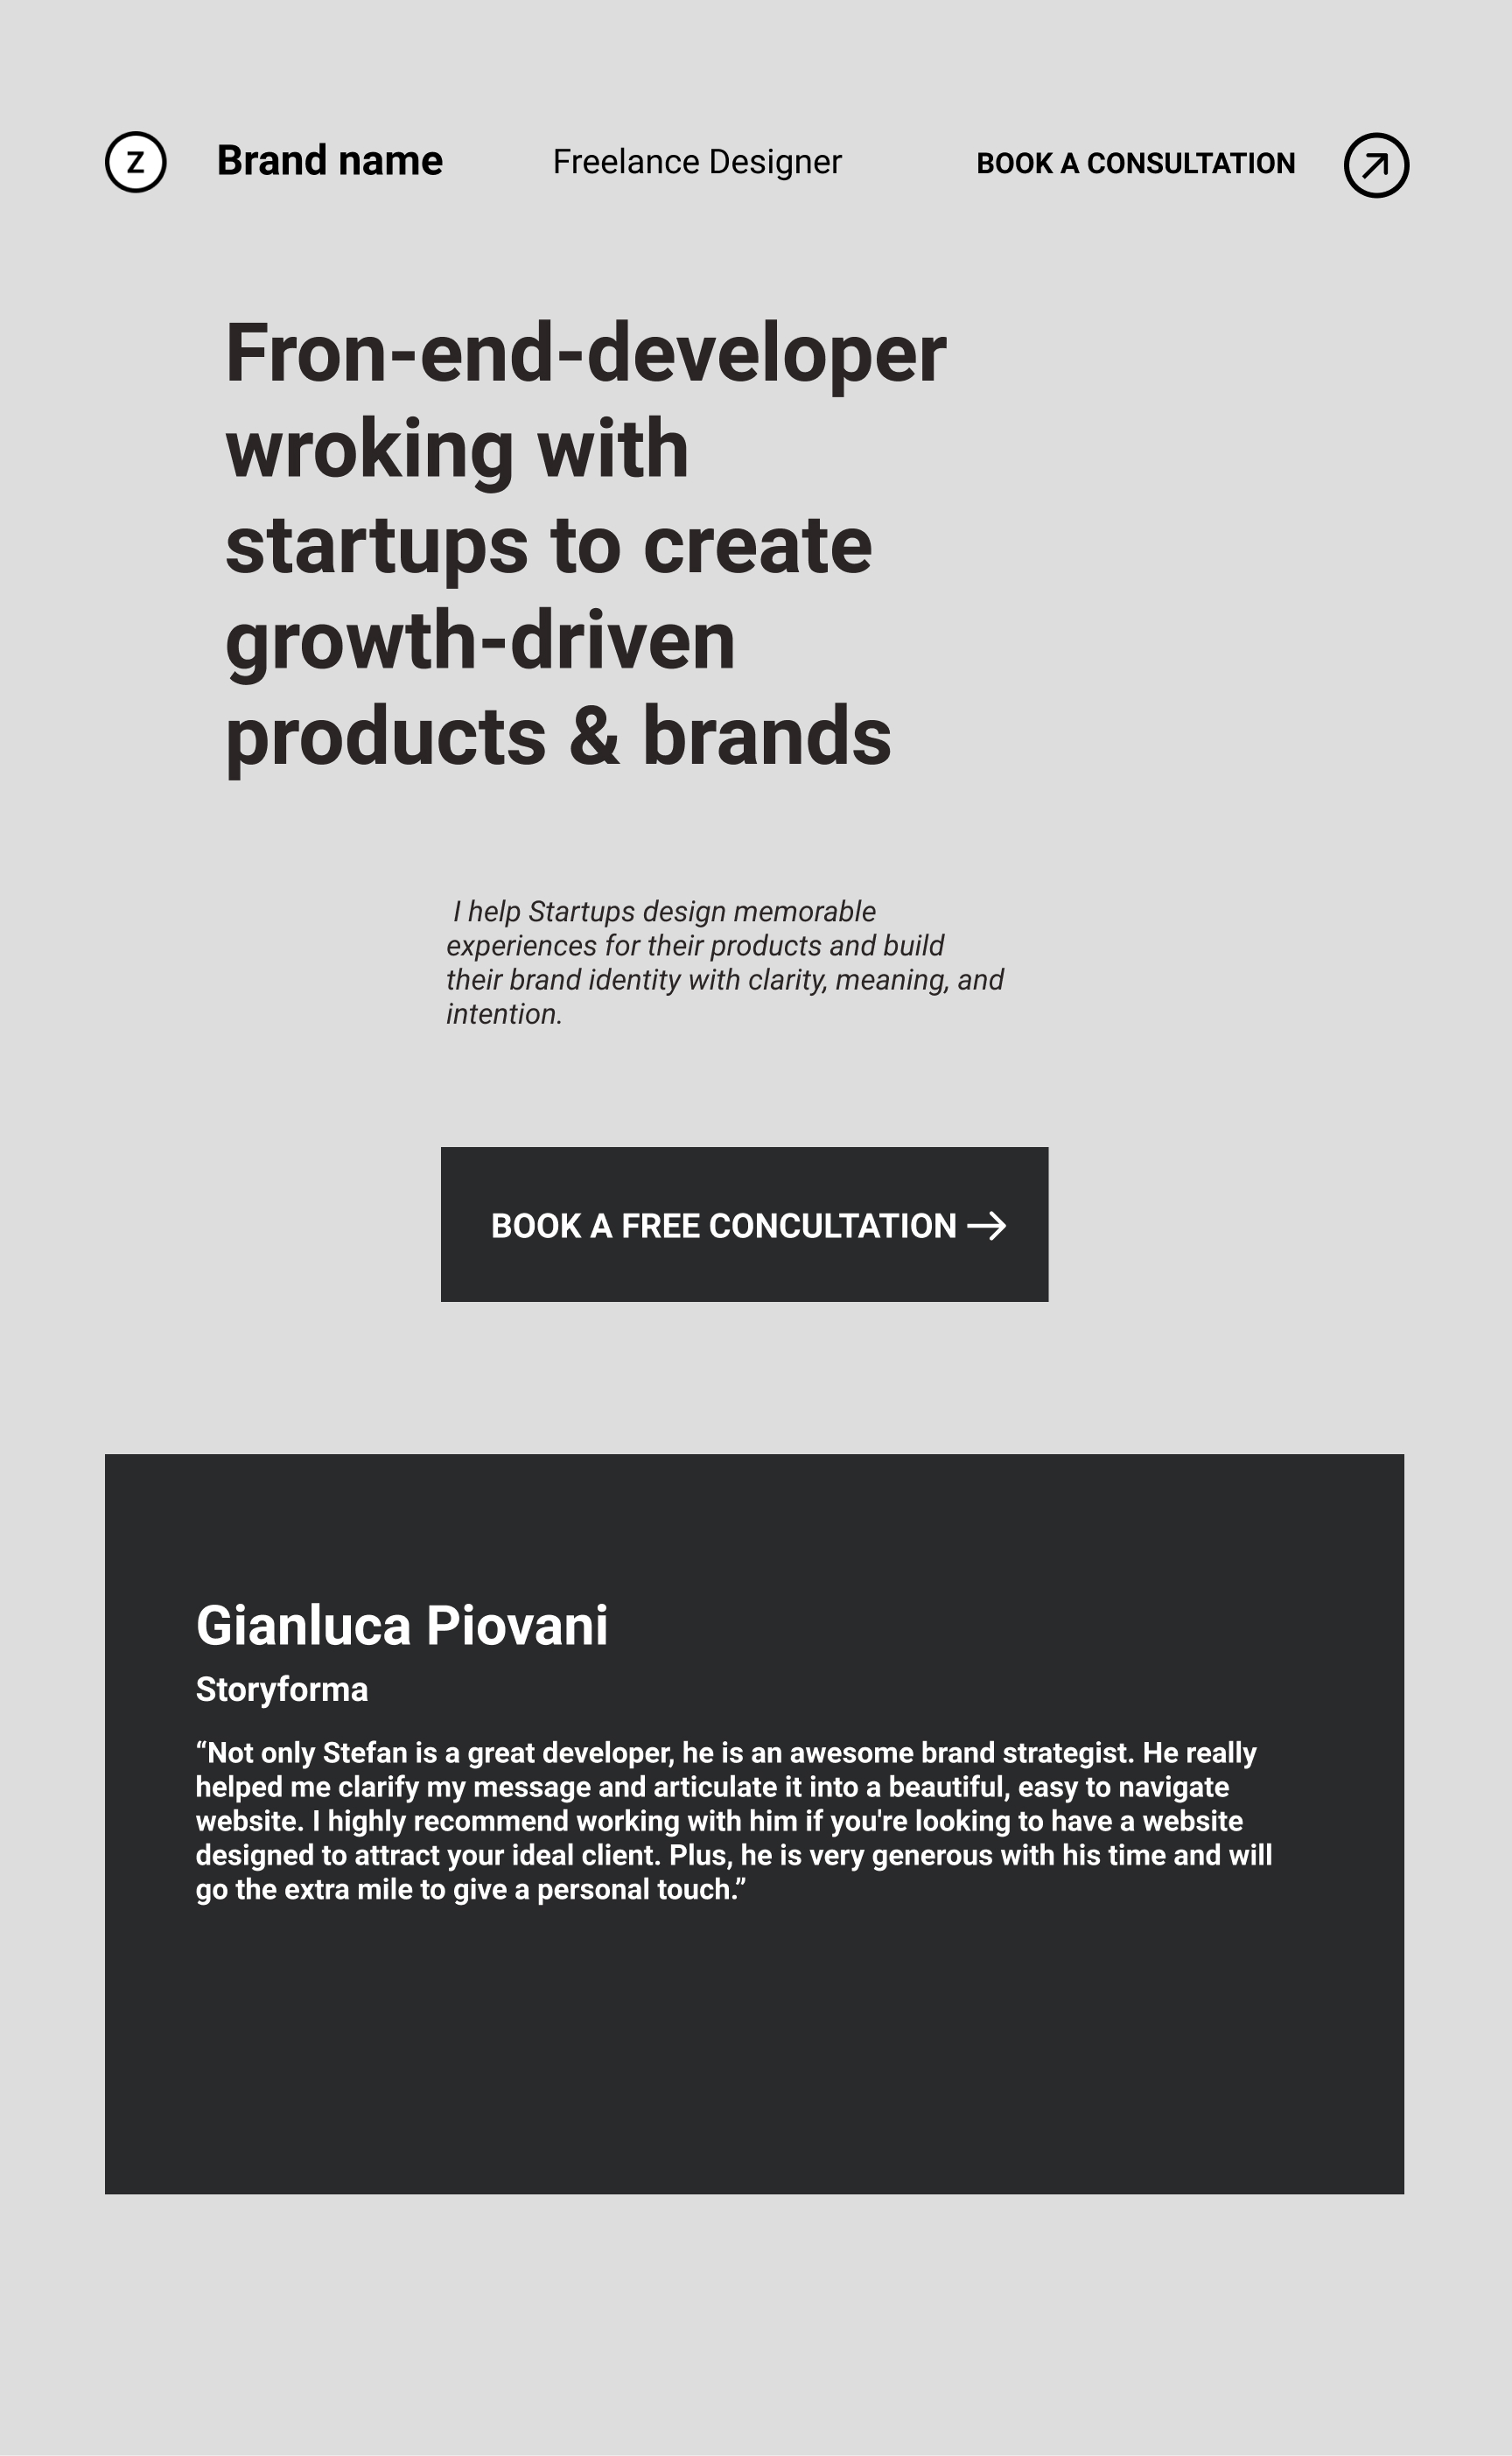 Z Brand name Freelance Designer BOOK A CONSULTATION
Fron-end-developer
wroking with
startups to create
growth-driven
products & brands
I help Startups design memorable
experiences for their products and build
their brand identity with clarity, meaning, and
intention.
BOOK A FREE CONCULTATION
Gianluca Piovani
Storyforma
“Not only Stefan is a great developer, he is an awesome brand strategist. He really
helped me clarify my message and articulate it into a beautiful, easy to navigate
website. I highly recommend working with him if you're looking to have a website
designed to attract your ideal client. Plus, he is very generous with his time and will
go the extra mile to give a personal touch.”